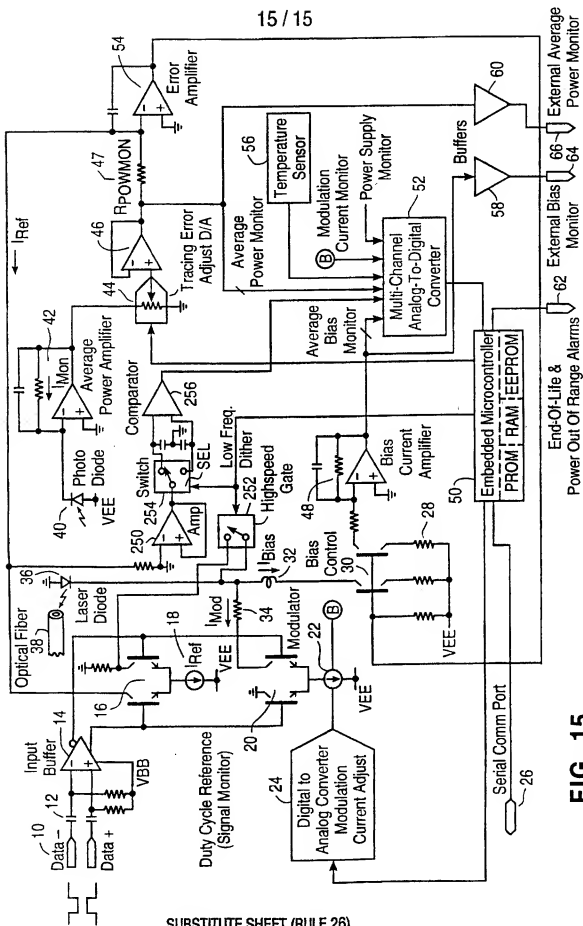 15 / 15
10
Data -
Data +
12
Input
Buffer
14
VBB
Duty Cycle Reference
(Signal Monitor)
16
18
IRef
VEE
20
22
VEE
24
Digital to
Analog Converter
Modulation
Current Adjust
B
Optical Fiber
38
Laser
Diode
36
IMod
34
Modulator
IBias
32
Bias
Control
30
28
VEE
40
Photo
Diode
VEE
42
IMon
Average
Power Amplifier
IRef
250
Amp
Switch
254
SEL
Comparator
256
Low Freq.
Dither
252
Highspeed
Gate
44
46
Tracing Error
Adjust D/A
47
RPOWMON
54
Error
Amplifier
48
Bias
Current
Amplifier
Average
Bias
Monitor
Average
Power Monitor
56
Temperature
Sensor
B
Modulation
Current Monitor
Power Supply
Monitor
52
Multi-Channel
Analog-To-Digital
Converter
Buffers
58
60
50
Embedded Microcontroller
PROM
RAM
EEPROM
62
End-Of-Life &
Power Out Of Range Alarms
64
External Bias
Monitor
66
External Average
Power Monitor
Serial Comm Port
26
FIG. 15
SUBSTITUTE SHEET (RULE 26)